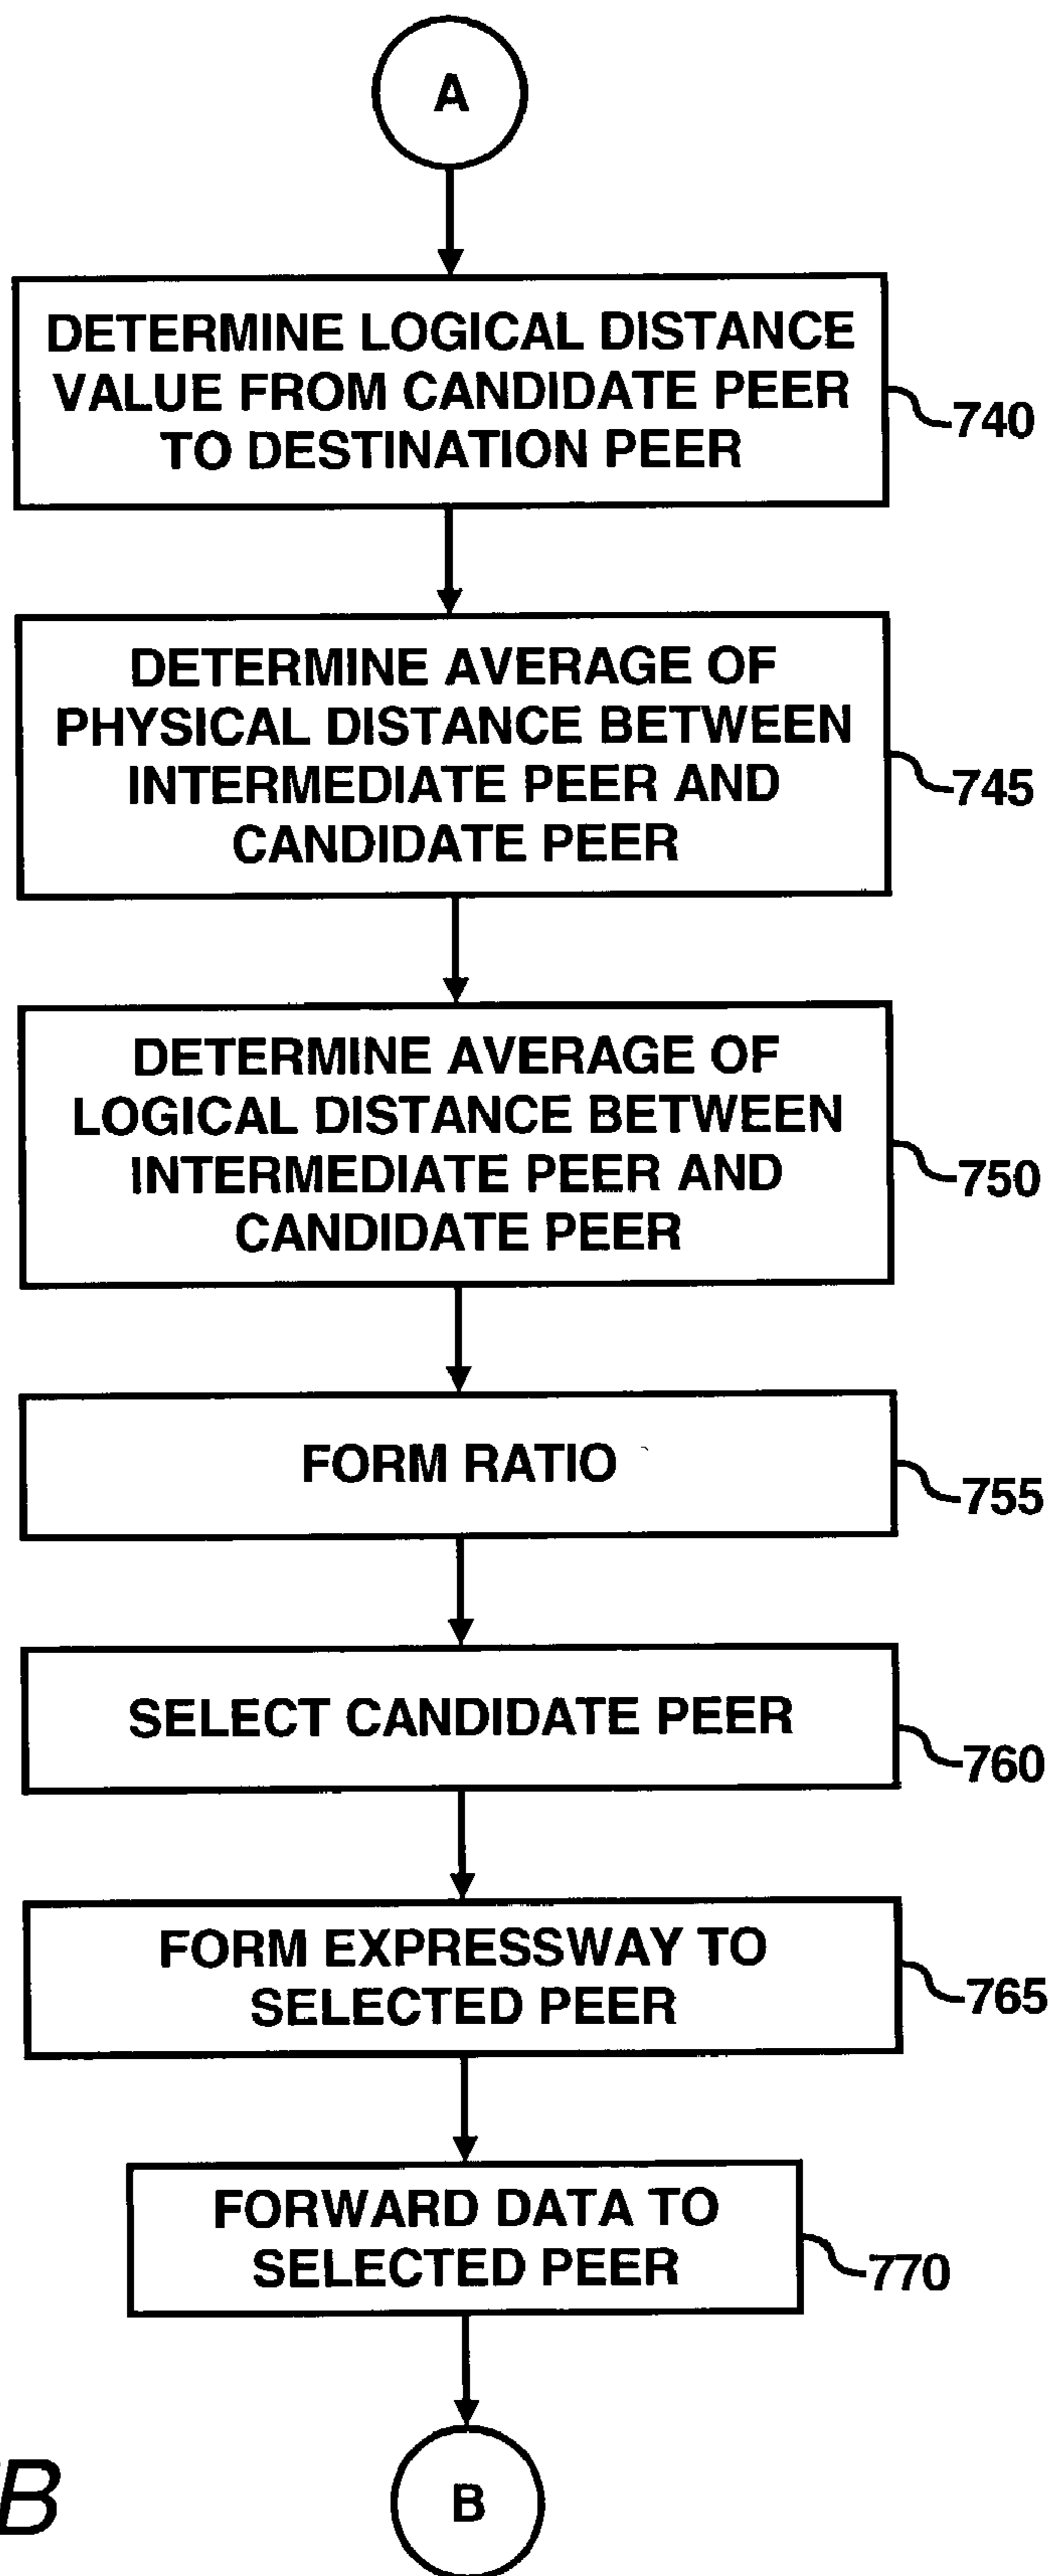 A
DETERMINE LOGICAL DISTANCE
VALUE FROM CANDIDATE PEER
TO DESTINATION PEER
740
DETERMINE AVERAGE OF
PHYSICAL DISTANCE BETWEEN
INTERMEDIATE PEER AND
CANDIDATE PEER
745
DETERMINE AVERAGE OF
LOGICAL DISTANCE BETWEEN
INTERMEDIATE PEER AND
CANDIDATE PEER
750
FORM RATIO
755
SELECT CANDIDATE PEER
760
FORM EXPRESSWAY TO
SELECTED PEER
765
FORWARD DATA TO
SELECTED PEER
770
B
B